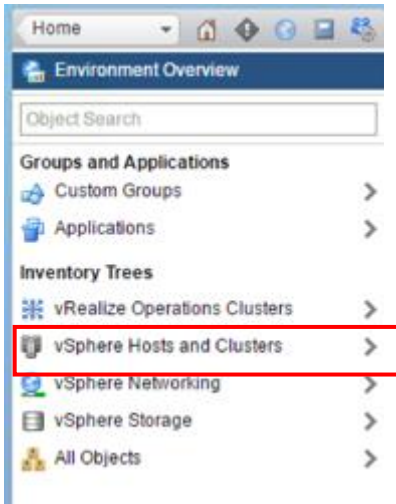 Home
Environment Overview
Object Search
Groups and Applications
Custom Groups
Applications
Inventory Trees
vRealize Operations Clusters
vSphere Hosts and Clusters
vSphere Networking
vSphere Storage
All Objects